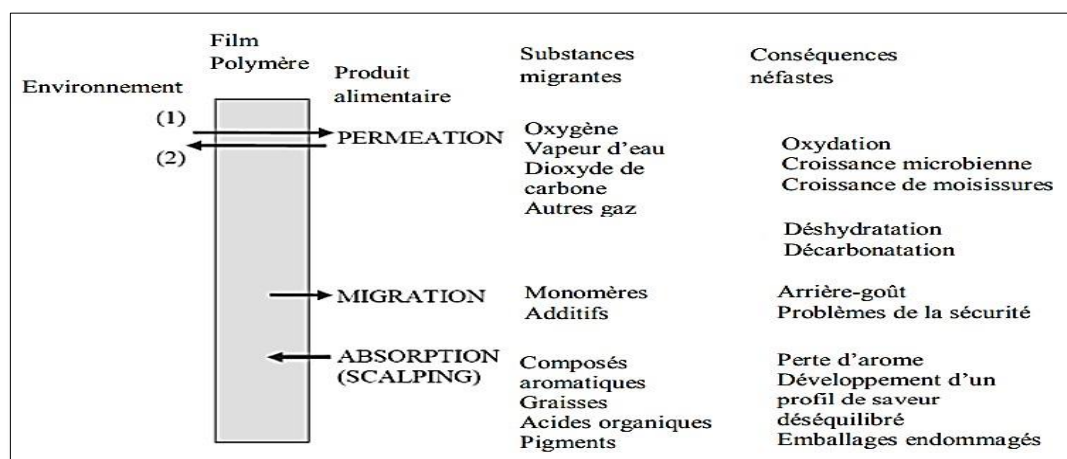 Environnement
Film
Polymère
Produit
alimentaire
Substances
migrantes
Conséquences
néfastes
(1)
(2)
PERMEATION
Oxygène
Vapeur d'eau
Dioxyde de
carbone
Autres gaz
Oxydation
Croissance microbienne
Croissance de moisissures
Déshydratation
Décarbonatation
MIGRATION
Monomères
Additifs
Arrière-goût
Problèmes de la sécurité
ABSORPTION
(SCALPING)
Composés
aromatiques
Graisses
Acides organiques
Pigments
Perte d'arome
Développement d'un
profil de saveur
déséquilibré
Emballages endommagés